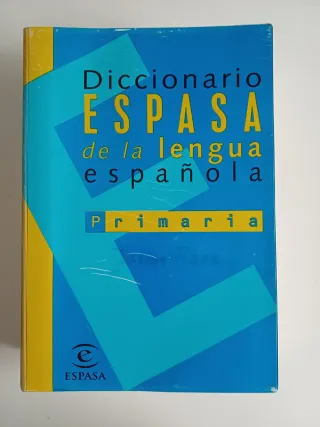 Diccionario
ESPASA
de la lengua
española
Primaria
e
ESPASA